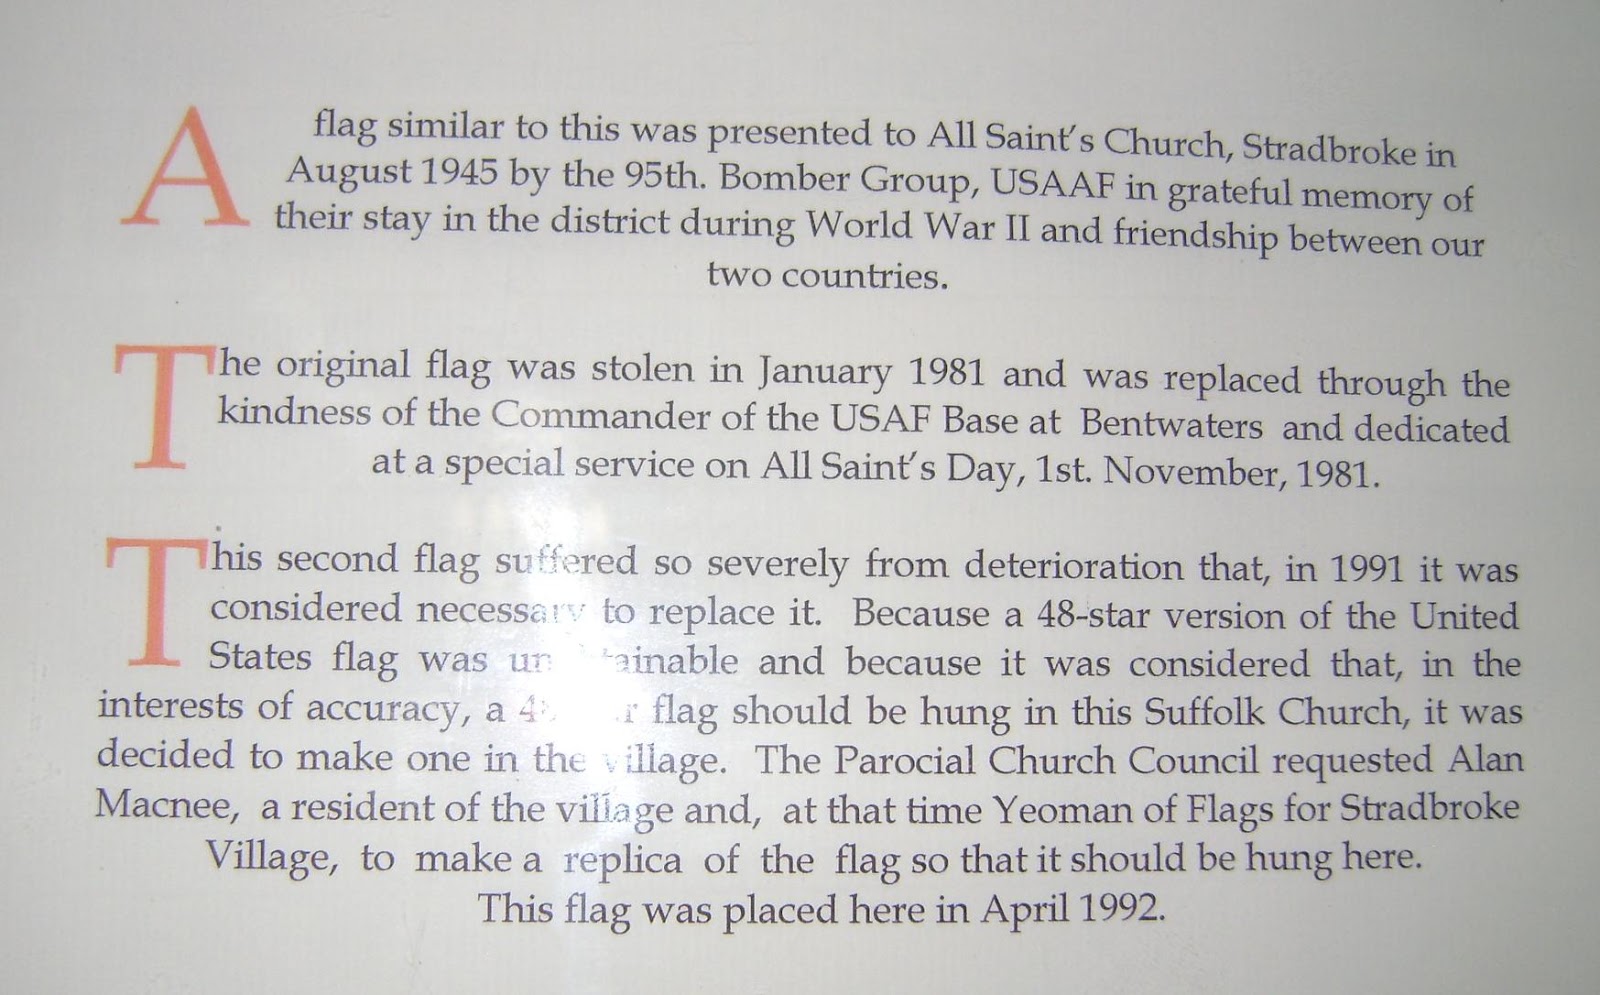 A flag similar to this was presented to All Saint's Church, Stradbroke in
August 1945 by the 95th. Bomber Group, USAAF in grateful memory of
their stay in the district during World War II and friendship between our
two countries.
The original flag was stolen in January 1981 and was replaced through the
kindness of the Commander of the USAF Base at Bentwaters and dedicated
at a special service on All Saint's Day, 1st. November, 1981.
This second flag suffered so severely from deterioration that, in 1991 it was
considered necessary to replace it. Because a 48-star version of the United
States flag was and because it was considered that, in the
interests of accuracy, a flag should be hung in this Suffolk Church, it was
decided to make one in the village. The Parocial Church Council requested Alan
Macnee, a resident of the village and, at that time Yeoman of Flags for Stradbroke
Village, to make a replica of the flag so that it should be hung here.
This flag was placed here in April 1992.